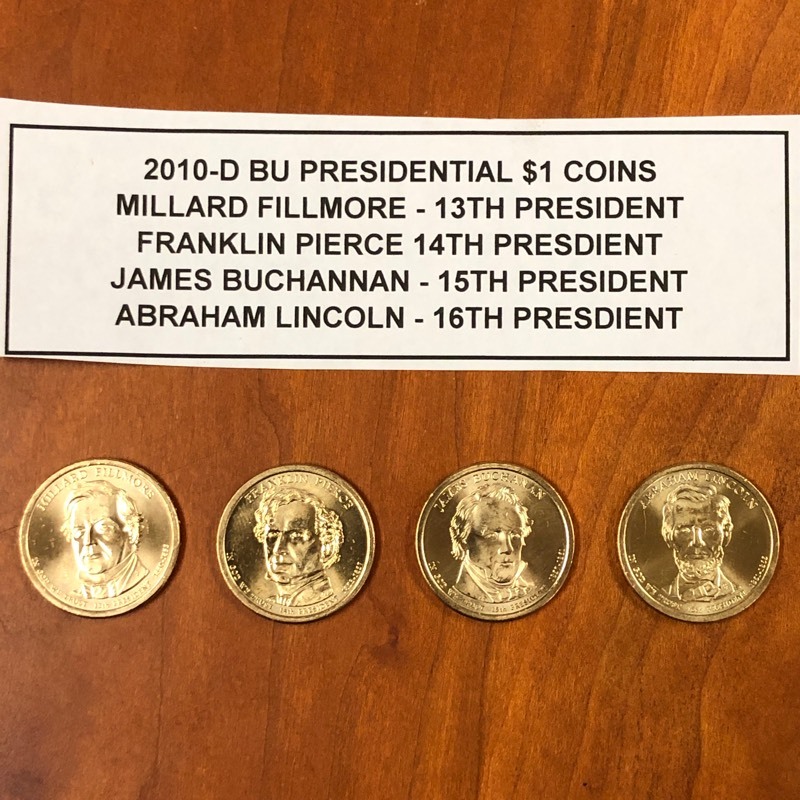 2010-D BU PRESIDENTIAL $1 COINS
MILLARD FILLMORE - 13TH PRESIDENT
FRANKLIN PIERCE 14TH PRESDIENT
JAMES BUCHANNAN - 15TH PRESIDENT
ABRAHAM LINCOLN - 16TH PRESDIENT
MILLARD FILLMORE
FRANKLIN PIERCE
JAMES BUCHANAN
ABRAHAM LINCOLN